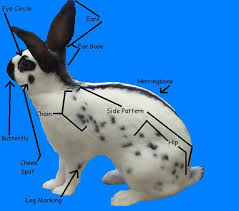 Eye Circle
Ears
Ear Base
Herringbone
Side Pattern
Chain
Butterfly
Hip
Cheek
Spot
Leg Marking